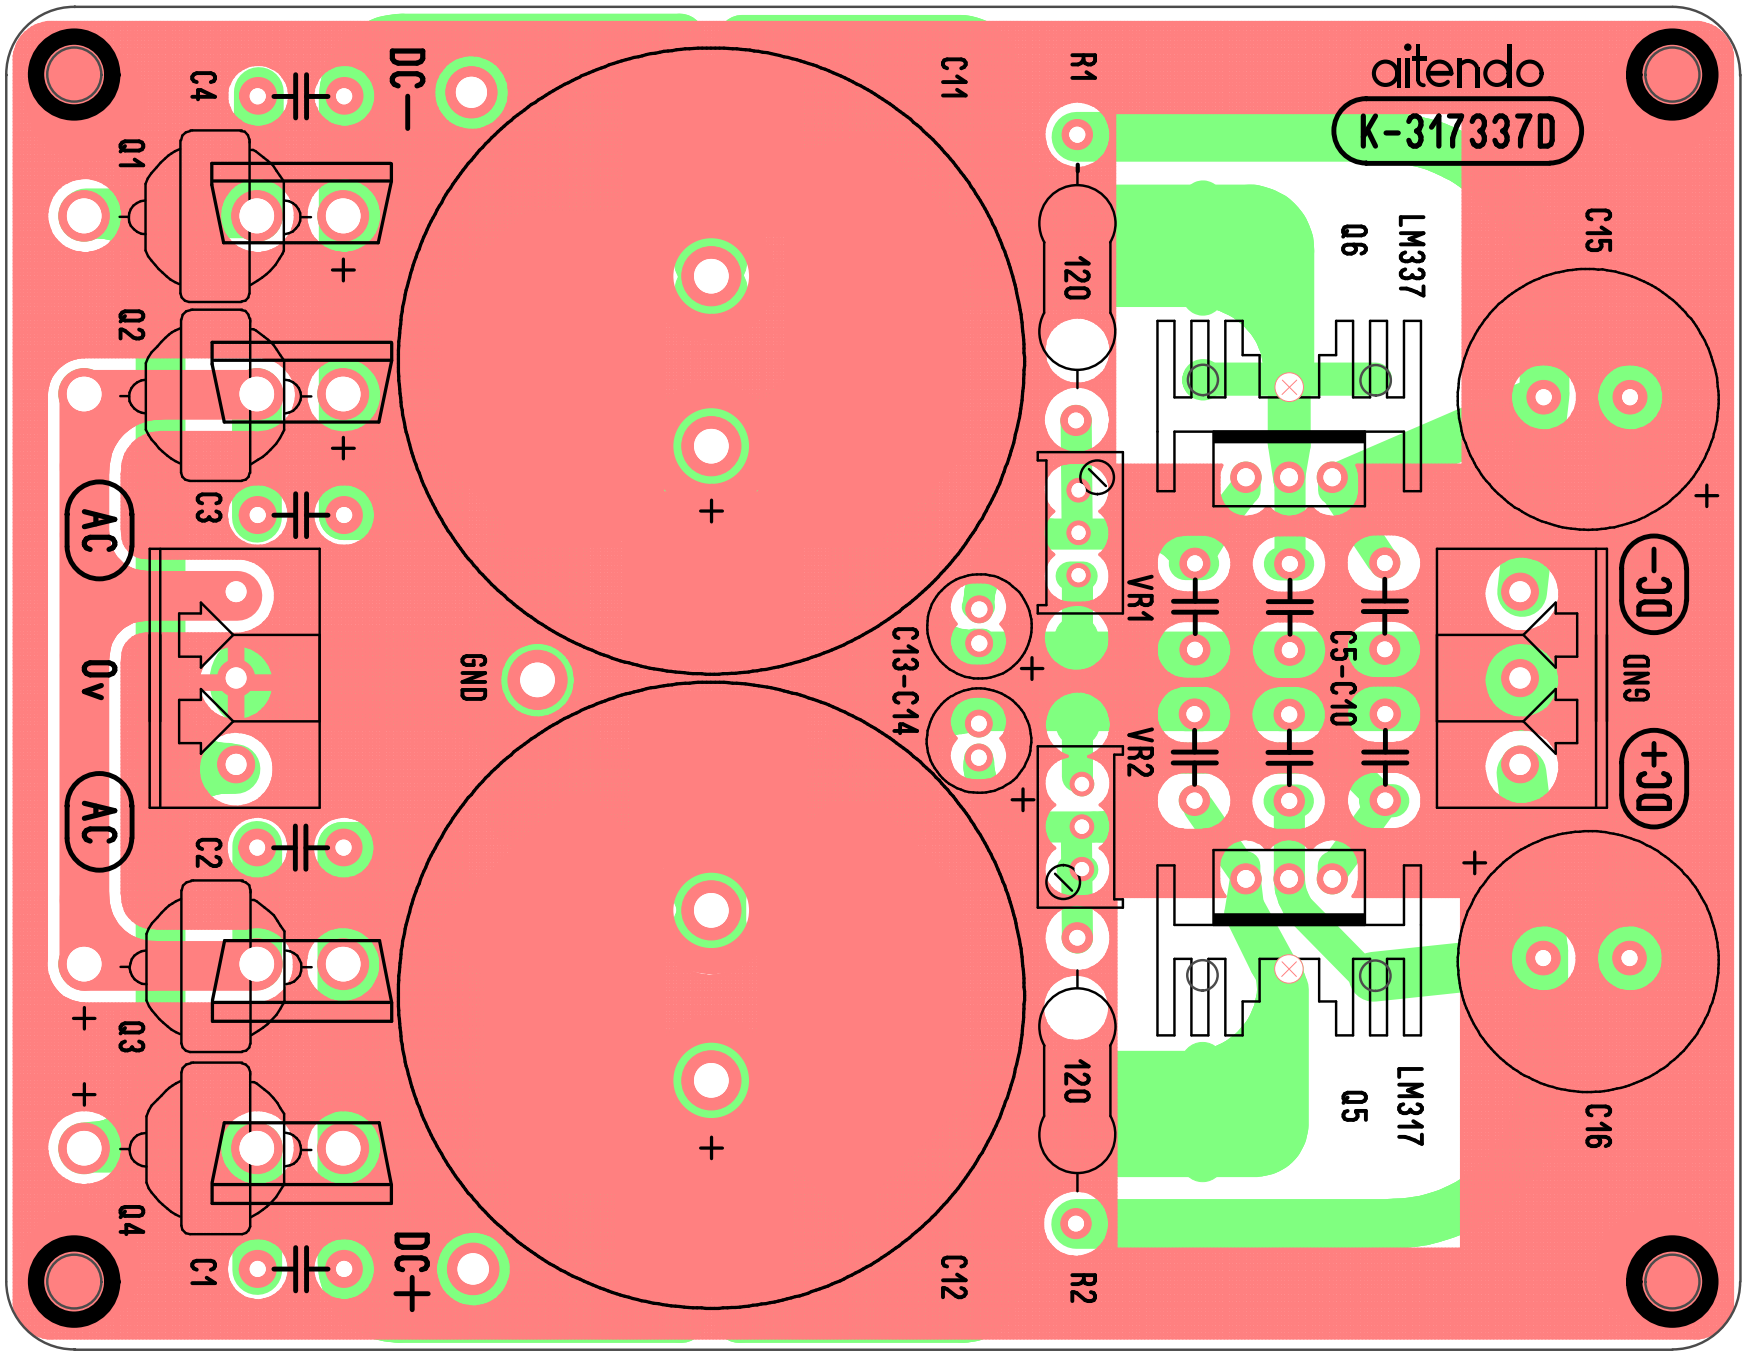 C4
DC-
C11
R1
aitendo
K-317337D
Q1
+
120
Q6
LM337
C15
Q2
+
+
+
AC
C3
VR1
DC-
0v
GND
C13-C14
+
C5-C10
GND
AC
C2
+
VR2
DC+
+
+
Q3
+
120
Q5
LM317
C16
+
Q4
C1
DC+
C12
R2